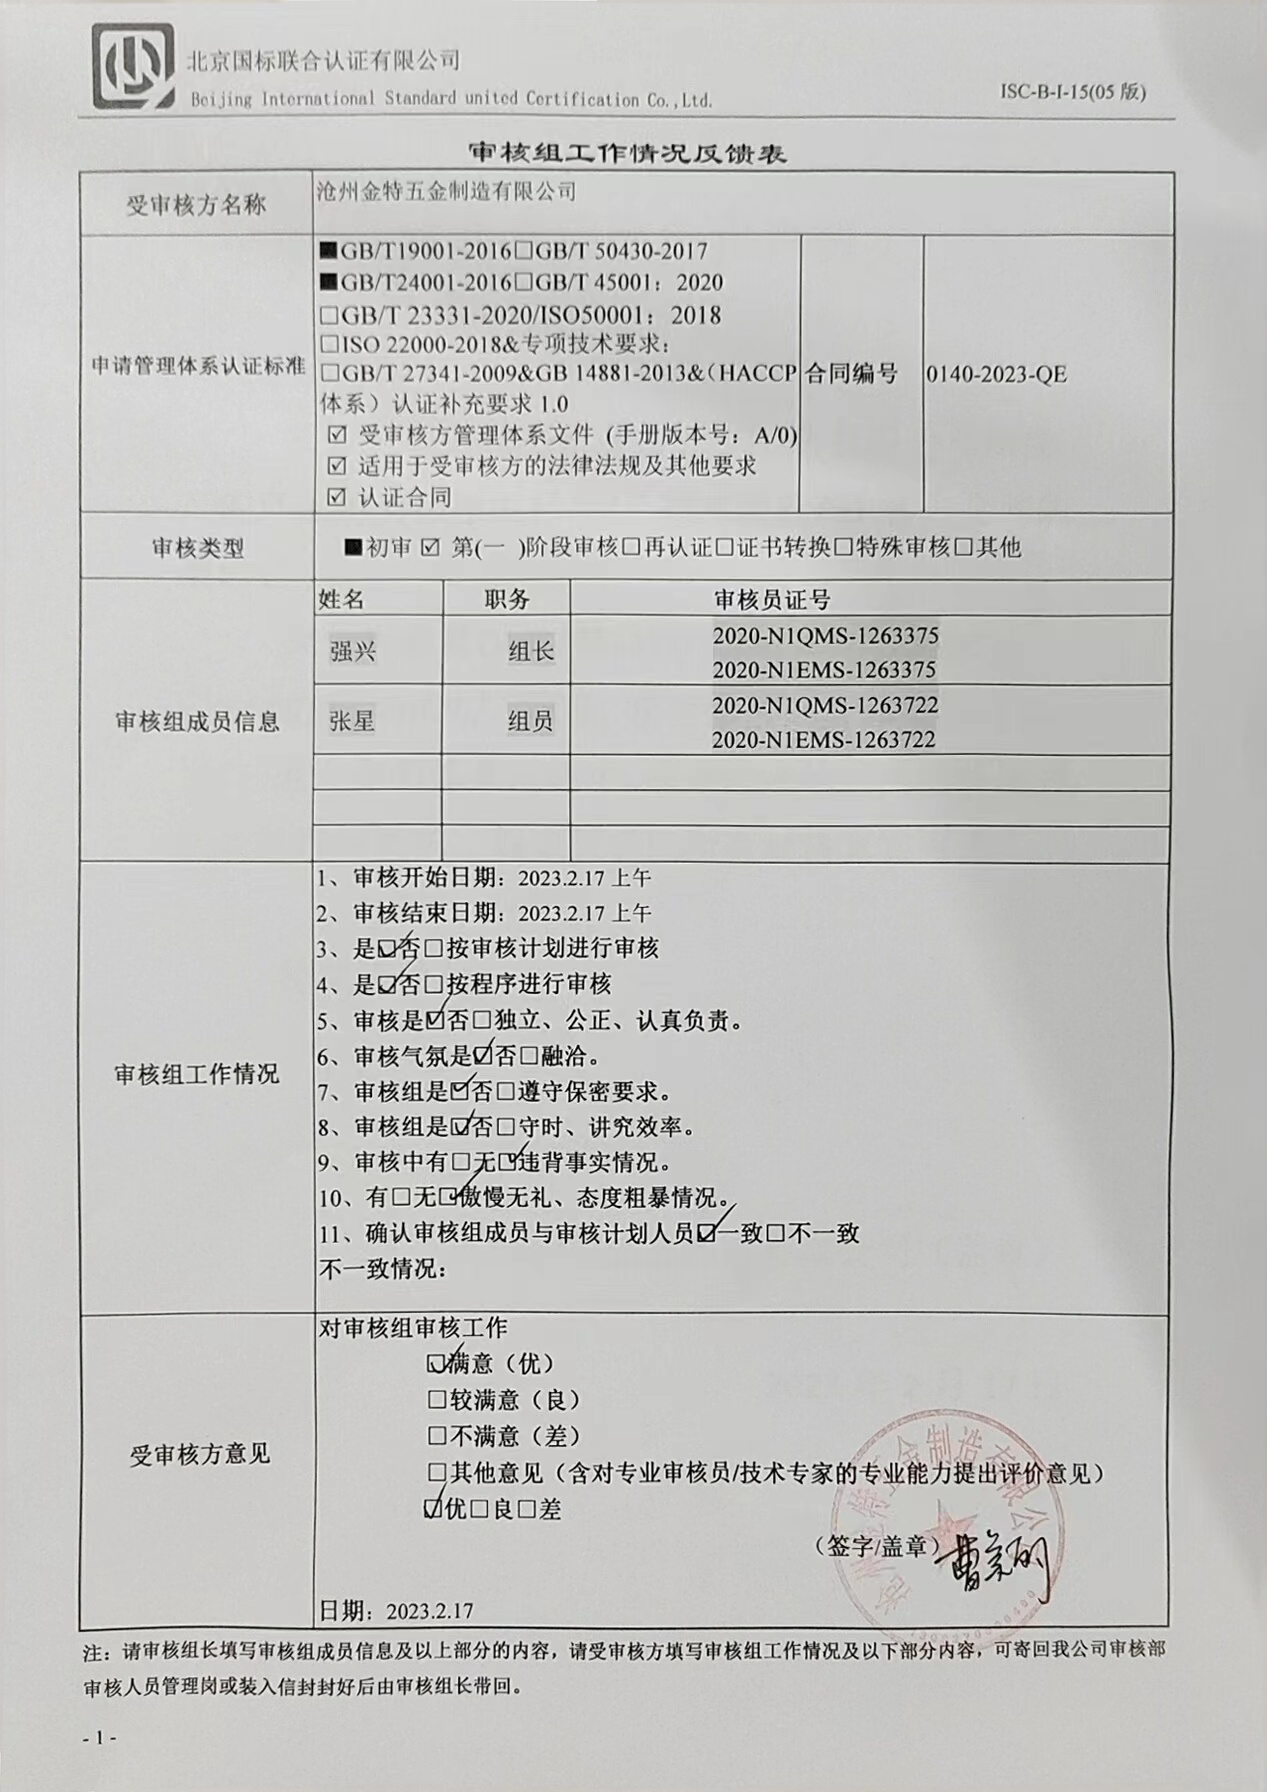 北京国标联合认证有限公司
Beijing International Standard united Certification Co.,Ltd.
ISC-B-I-15(05 版)
审核组工作情况反馈表
受审核方名称
沧州金特五金制造有限公司
申请管理体系认证标准
■GB/T19001-2016□GB/T 50430-2017
■GB/T24001-2016□GB/T 45001：2020
□GB/T 23331-2020/ISO50001：2018
□ISO 22000-2018&专项技术要求:
□GB/T 27341-2009&GB 14881-2013&（HACCP
体系）认证补充要求 1.0
☑ 受审核方管理体系文件 (手册版本号：A/0)
☑ 适用于受审核方的法律法规及其他要求
☑ 认证合同
合同编号
0140-2023-QE
审核类型
■初审 ☑ 第(一 )阶段审核□再认证□证书转换□特殊审核□其他
审核组成员信息
姓名 职务 审核员证号
强兴 组长 2020-N1QMS-1263375
2020-N1EMS-1263375
张星 组员 2020-N1QMS-1263722
2020-N1EMS-1263722
审核组工作情况
1、审核开始日期：2023.2.17 上午
2、审核结束日期：2023.2.17 上午
3、是☑否□按审核计划进行审核
4、是☑否□按程序进行审核
5、审核是☑否□独立、公正、认真负责。
6、审核气氛是☑否□融洽。
7、审核组是☑否□遵守保密要求。
8、审核组是☑否□守时、讲究效率。
9、审核中有□无☑违背事实情况。
10、有□无☑傲慢无礼、态度粗暴情况。
11、确认审核组成员与审核计划人员☑一致□不一致
不一致情况：
受审核方意见
对审核组审核工作
☑满意（优）
□较满意（良）
□不满意（差）
□其他意见（含对专业审核员/技术专家的专业能力提出评价意见）
☑优□良□差
（签字/盖章）
日期：2023.2.17
注：请审核组长填写审核组成员信息及以上部分的内容，请受审核方填写审核组工作情况及以下部分内容，可寄回我公司审核部
审核人员管理岗或装入信封封好后由审核组长带回。
- 1 -